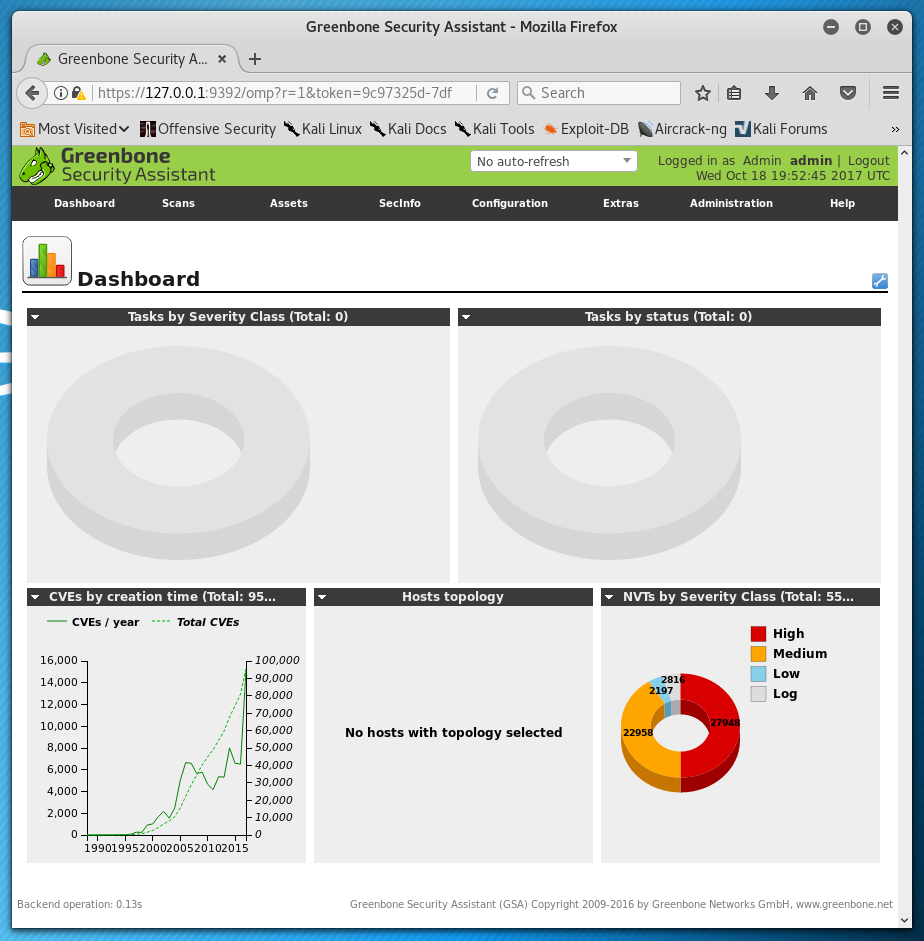 Greenbone Security Assistant - Mozilla Firefox
Greenbone Security A...
https://127.0.0.1:9392/omp?r=1&token=9c97325d-7df
Search
Most Visited
Offensive Security
Kali Linux
Kali Docs
Kali Tools
Exploit-DB
Aircrack-ng
Kali Forums
»
Greenbone
Security Assistant
No auto-refresh
Logged in as Admin admin | Logout
Wed Oct 18 19:52:45 2017 UTC
Dashboard
Scans
Assets
SecInfo
Configuration
Extras
Administration
Help
Dashboard
Tasks by Severity Class (Total: 0)
Tasks by status (Total: 0)
CVEs by creation time (Total: 95...
CVEs / year
Total CVEs
16,000
14,000
12,000
10,000
8,000
6,000
4,000
2,000
0
100,000
90,000
80,000
70,000
60,000
50,000
40,000
30,000
20,000
10,000
0
1990
1995
2000
2005
2010
2015
Hosts topology
No hosts with topology selected
NVTs by Severity Class (Total: 55...
High
Medium
Low
Log
2816
2197
22958
27948
Backend operation: 0.13s
Greenbone Security Assistant (GSA) Copyright 2009-2016 by Greenbone Networks GmbH, www.greenbone.net